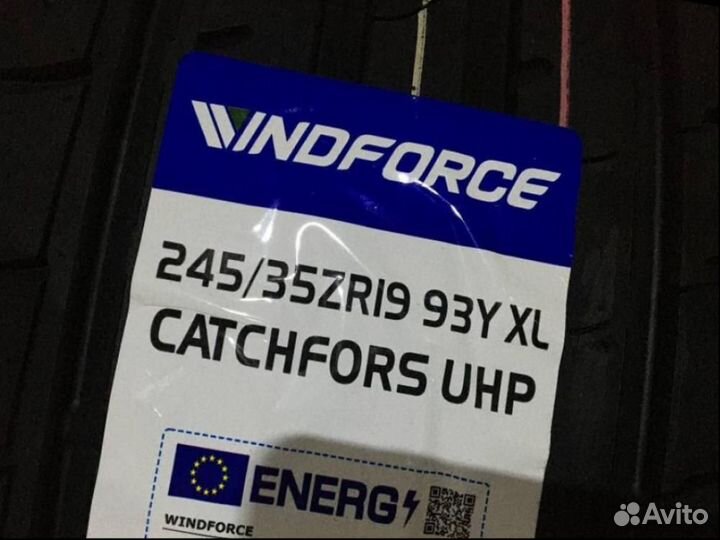 WINDFORCE
245/35ZR19 93Y XL
CATCHFORS UHP
ENERG
WINDFORCE
Avito